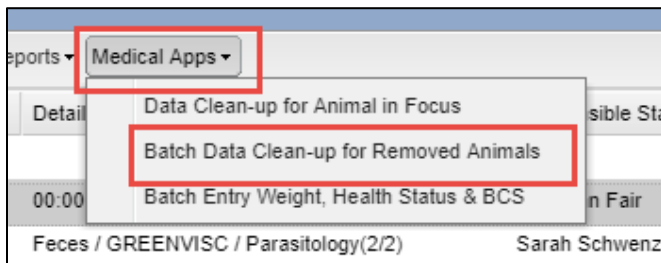 eports Medical Apps
Detail Data Clean-up for Animal in Focus sible Sta
Batch Data Clean-up for Removed Animals
00:00 Batch Entry Weight, Health Status & BCS n Fair
Feces / GREENVISC / Parasitology(2/2) Sarah Schwenz